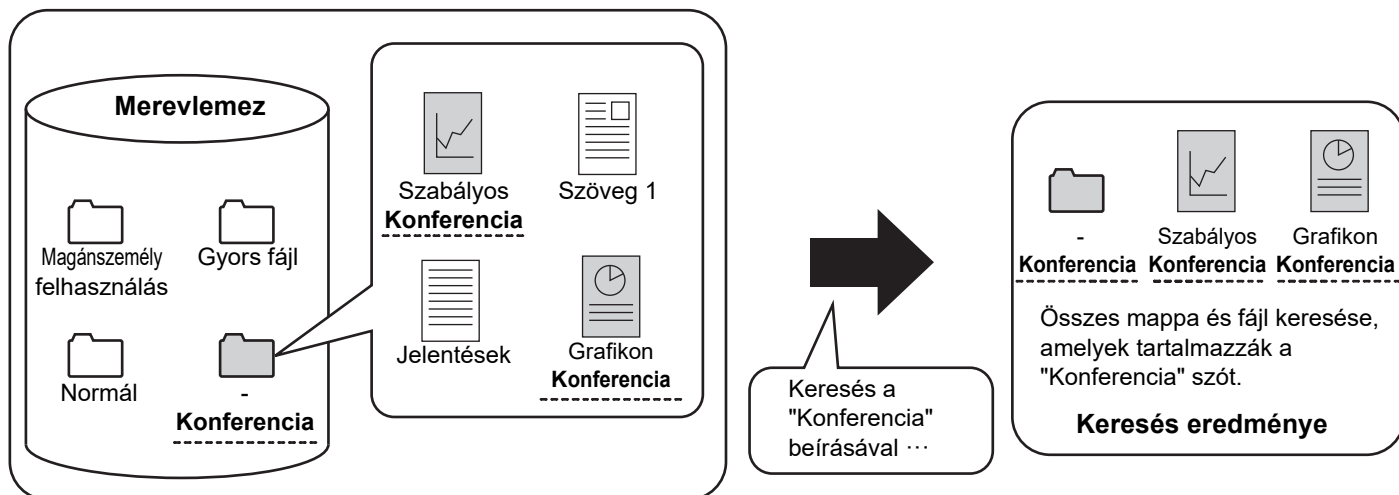 Merevlemez
Magánszemély
felhasználás
Gyors fájl
Normál
-
Konferencia
Szabályos
Konferencia
Szöveg 1
Jelentések
Grafikon
Konferencia
Keresés a
"Konferencia"
beírásával ⋯
-
Konferencia
Szabályos
Konferencia
Grafikon
Konferencia
Összes mappa és fájl keresése,
amelyek tartalmazzák a
"Konferencia" szót.
Keresés eredménye